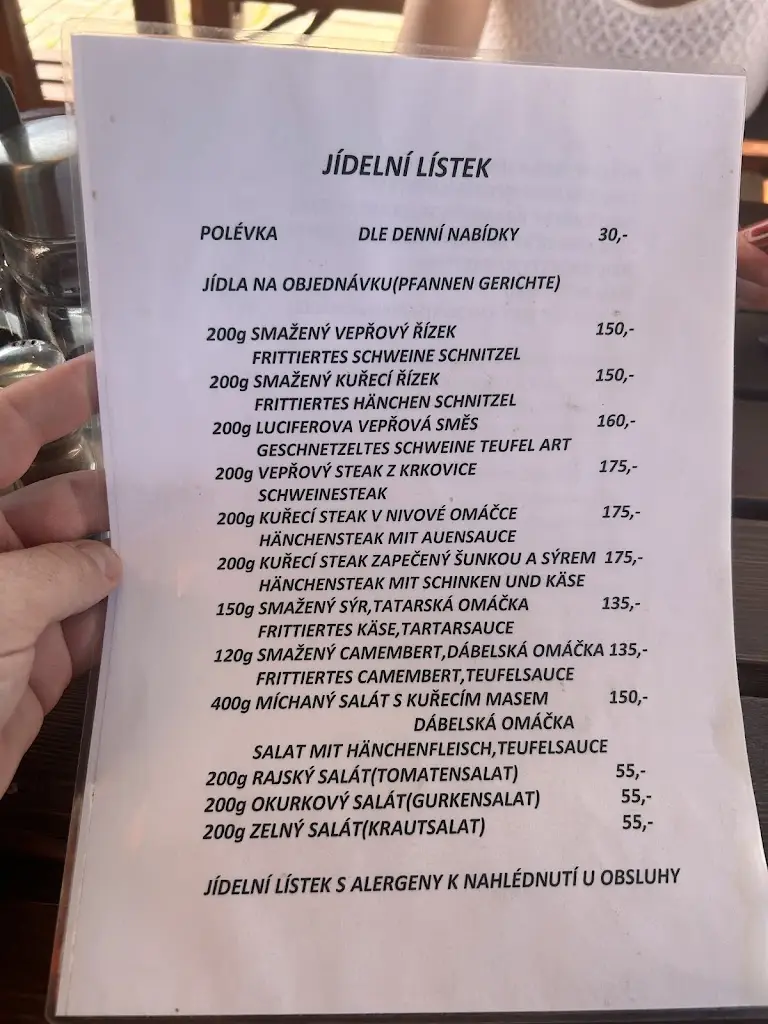 JÍDELNÍ LÍSTEK
POLÉVKA DLE DENNÍ NABÍDKY 30,-
JÍDLA NA OBJEDNÁVKU(PFANNEN GERICHTE)
200g SMAŽENÝ VEPŘOVÝ ŘÍZEK 150,-
FRITTIERTES SCHWEINE SCHNITZEL
200g SMAŽENÝ KUŘECÍ ŘÍZEK 150,-
FRITTIERTES HÄNCHEN SCHNITZEL
200g LUCIFEROVA VEPŘOVÁ SMĚS 160,-
GESCHNETZELTES SCHWEINE TEUFEL ART
200g VEPŘOVÝ STEAK Z KRKOVICE 175,-
SCHWEINESTEAK
200g KUŘECÍ STEAK V NIVOVÉ OMÁČCE 175,-
HÄNCHENSTEAK MIT AUENSAUCE
200g KUŘECÍ STEAK ZAPEČENÝ ŠUNKOU A SÝREM 175,-
HÄNCHENSTEAK MIT SCHINKEN UND KÄSE
150g SMAŽENÝ SÝR,TATARSKÁ OMÁČKA 135,-
FRITTIERTES KÄSE,TARTARSAUCE
120g SMAŽENÝ CAMEMBERT,DÁBELSKÁ OMÁČKA 135,-
FRITTIERTES CAMEMBERT,TEUFELSAUCE
400g MÍCHANÝ SALÁT S KUŘECÍM MASEM 150,-
DÁBELSKÁ OMÁČKA
SALAT MIT HÄNCHENFLEISCH,TEUFELSAUCE
200g RAJSKÝ SALÁT(TOMATENSALAT) 55,-
200g OKURKOVÝ SALÁT(GURKENSALAT) 55,-
200g ZELNÝ SALÁT(KRAUTSALAT) 55,-
JÍDELNÍ LÍSTEK S ALERGENY K NAHLÉDNUTÍ U OBSLUHY